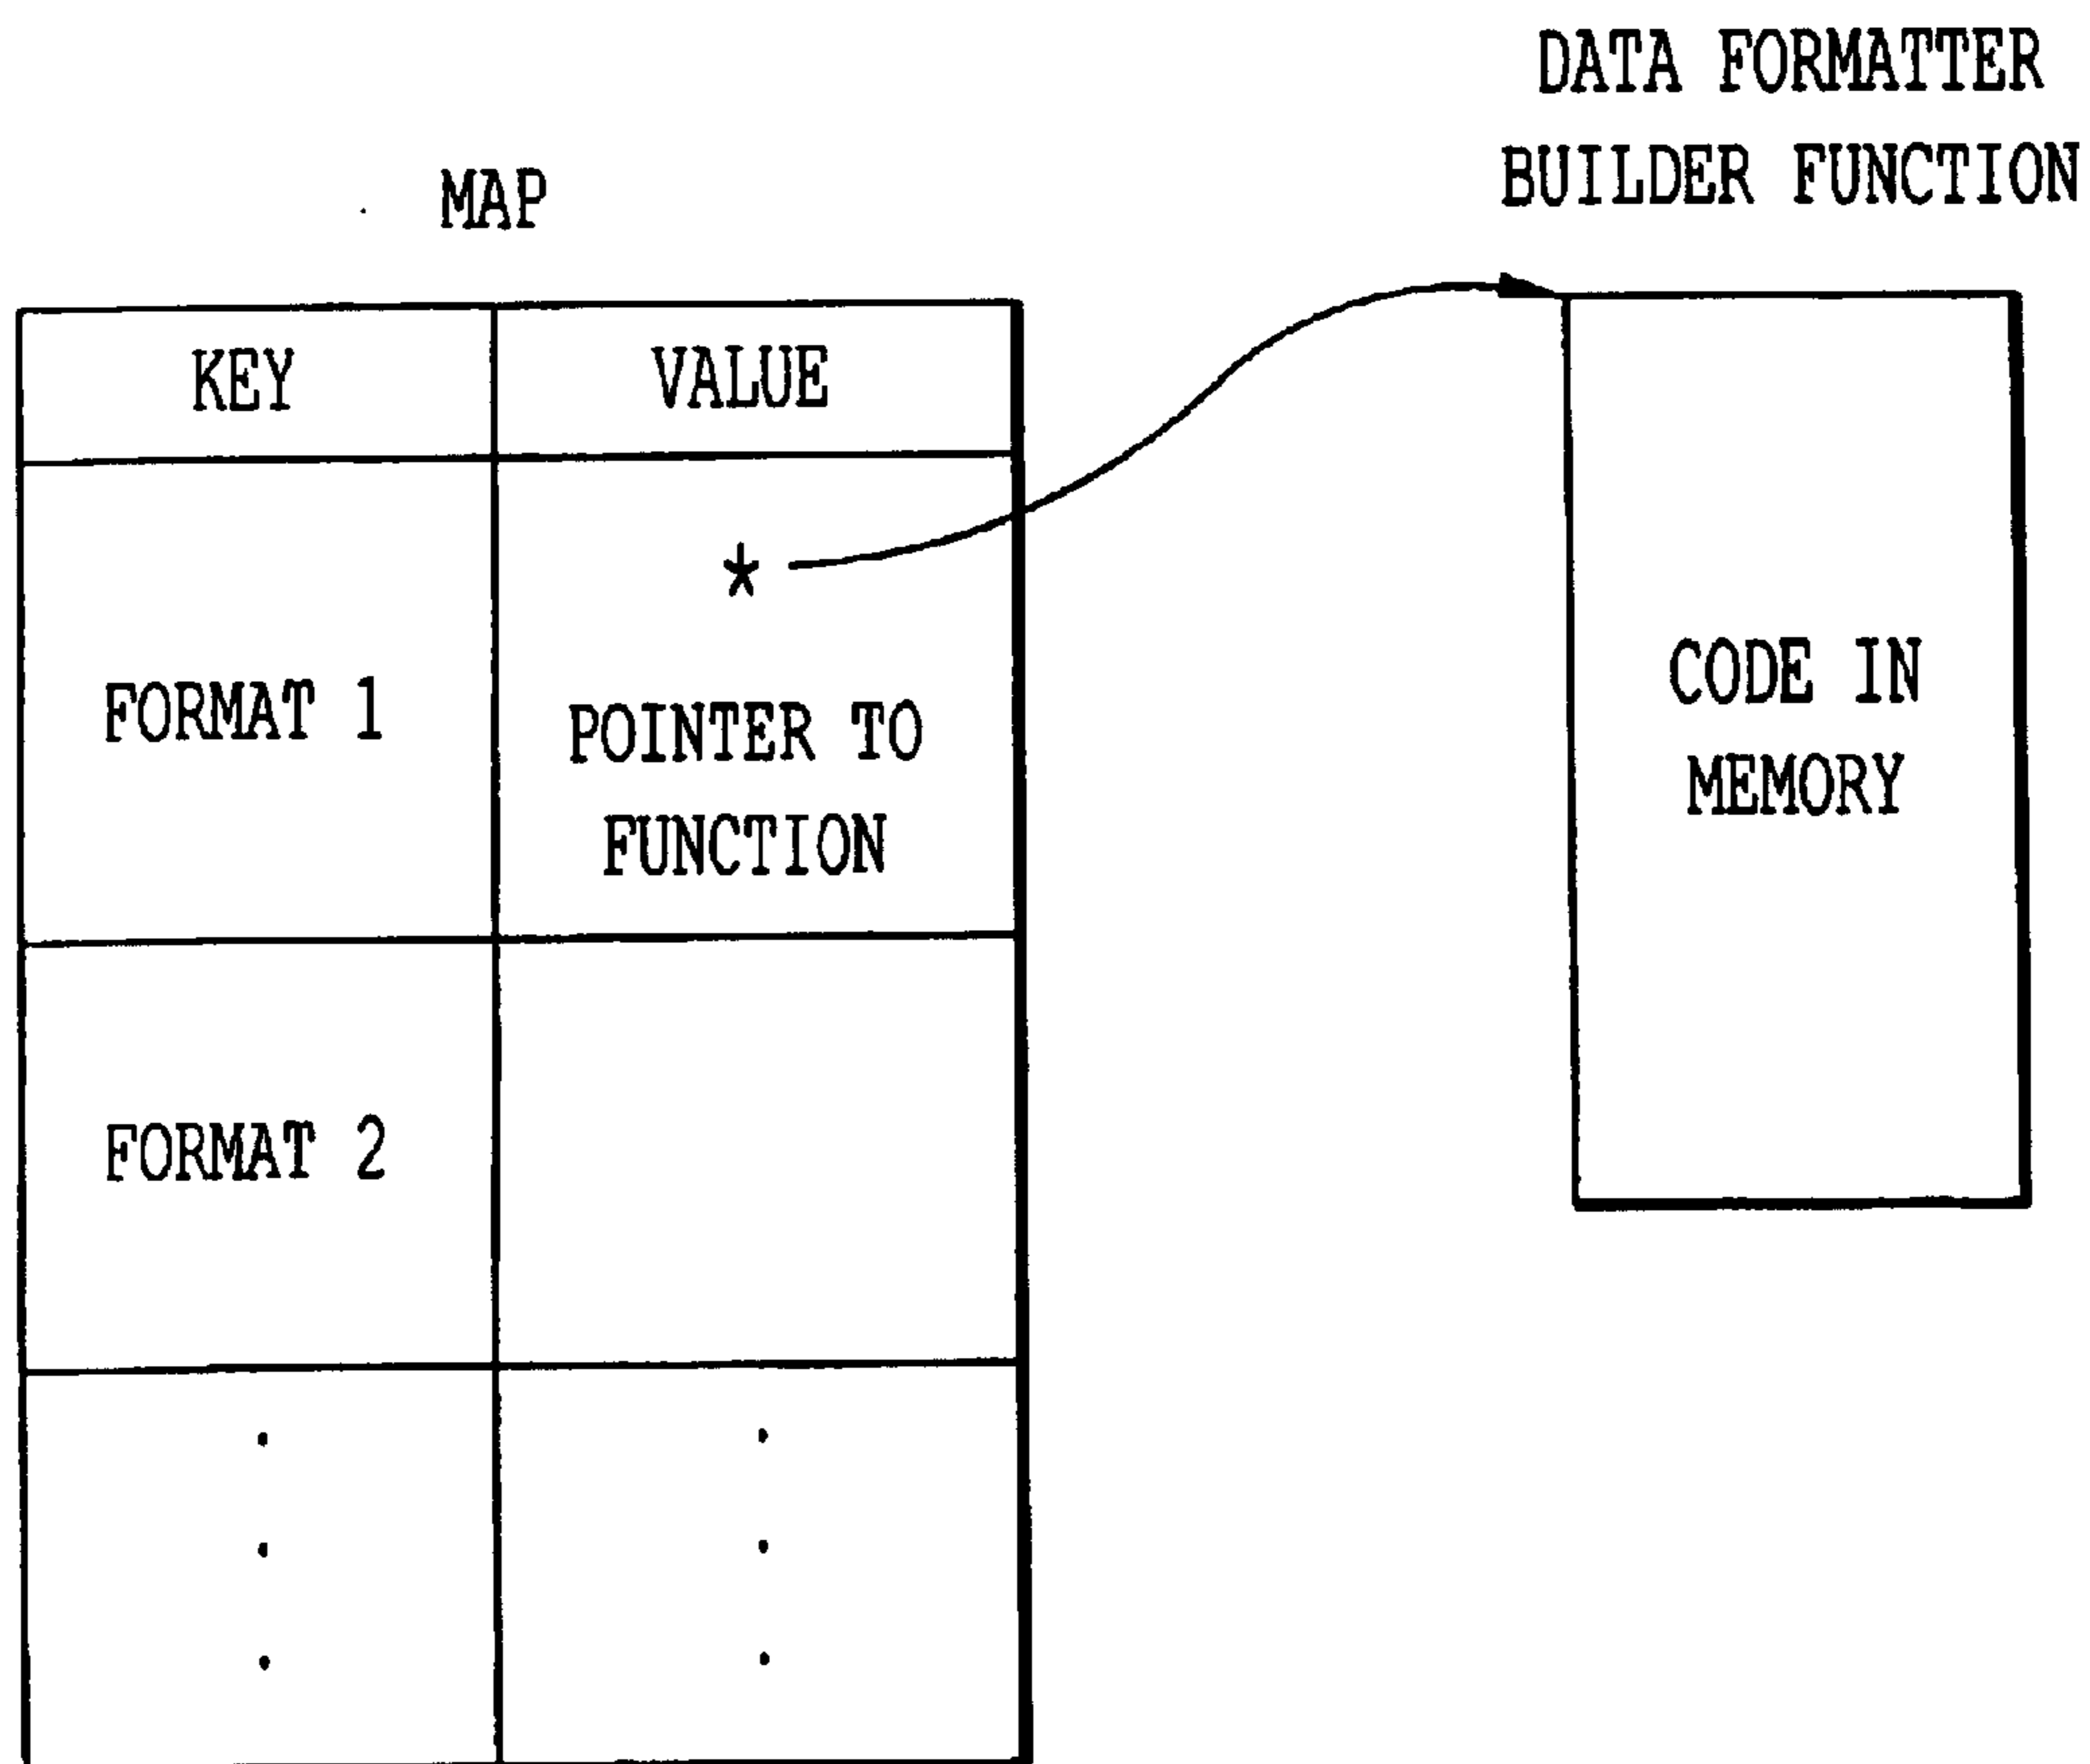 DATA FORMATTER
BUILDER FUNCTION
MAP
KEY
VALUE
FORMAT 1
*
POINTER TO
FUNCTION
CODE IN
MEMORY
FORMAT 2
. .
. .
. .